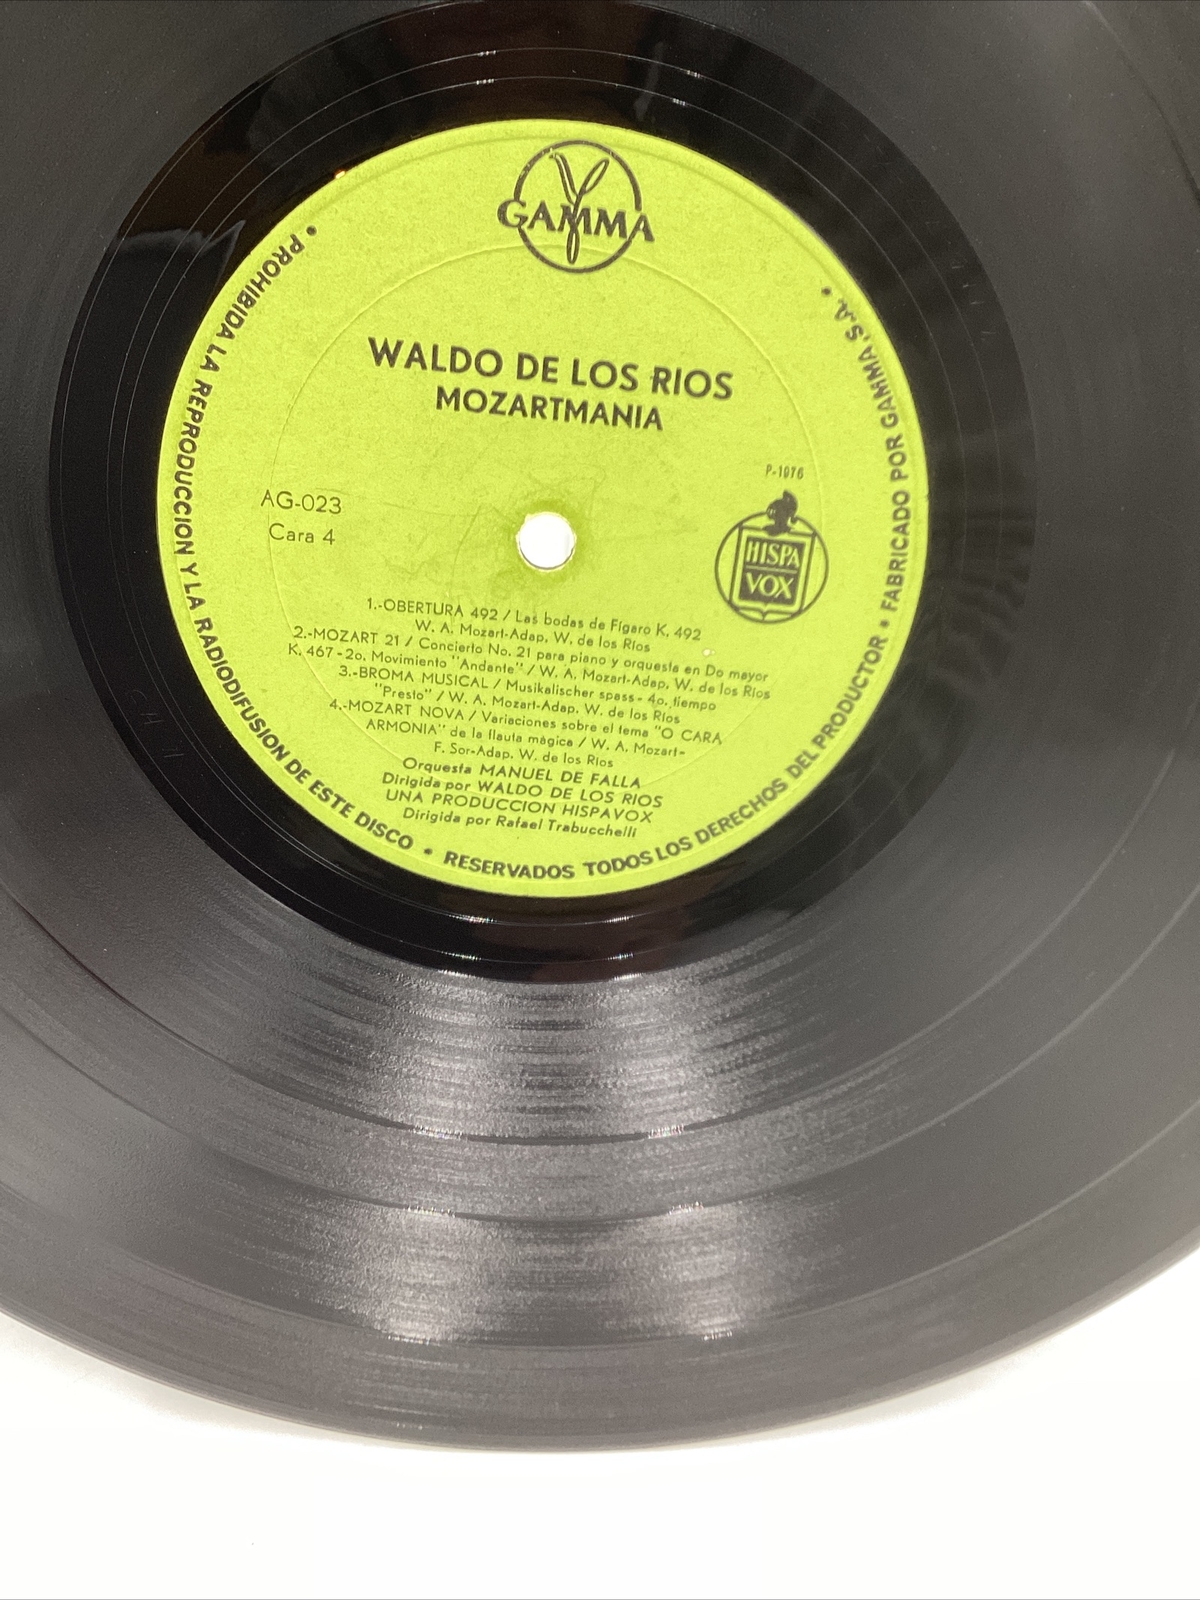 GAMMA
WALDO DE LOS RIOS
MOZARTMANIA
P-1976
AG-023
Cara 4
HISPA
VOX
1.-OBERTURA 492 / Las bodas de Fígaro K. 492
W. A. Mozart-Adap. W. de los Rios
2.-MOZART 21 / Concierto No. 21 para piano y orquesta en Do mayor
K. 467 - 2o. Movimiento "Andante" / W. A. Mozart-Adap. W. de los Rios
3.-BROMA MUSICAL / Musikalischer spass - 4o. tiempo
"Presto" / W. A. Mozart-Adap. W. de los Rios
4.-MOZART NOVA / Variaciones sobre el tema "O CARA
ARMONIA" de la flauta mágica / W. A. Mozart-
F. Sor-Adap. W. de los Rios
Orquesta MANUEL DE FALLA
Dirigida por WALDO DE LOS RIOS
UNA PRODUCCION HISPAVOX
Dirigida por Rafael Trabucchelli
• PROHIBIDA LA REPRODUCCION Y LA RADIODIFUSION DE ESTE DISCO • RESERVADOS TODOS LOS DERECHOS DEL PRODUCTOR • FABRICADO POR GAMMA, S.A. •